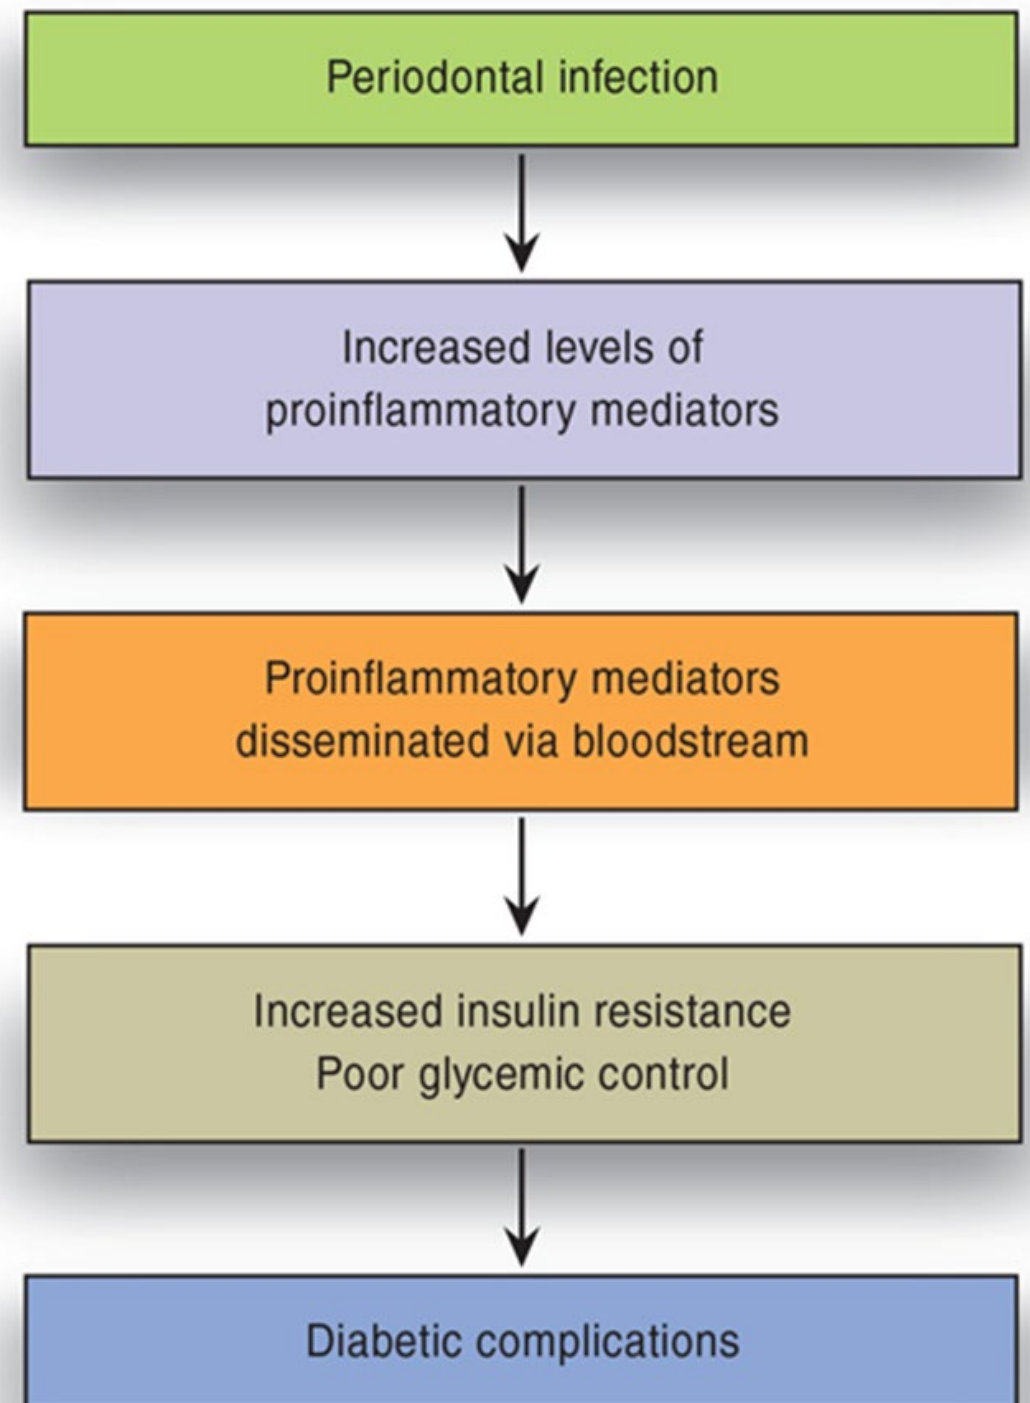 Periodontal infection
Increased levels of
proinflammatory mediators
Proinflammatory mediators
disseminated via bloodstream
Increased insulin resistance
Poor glycemic control
Diabetic complications